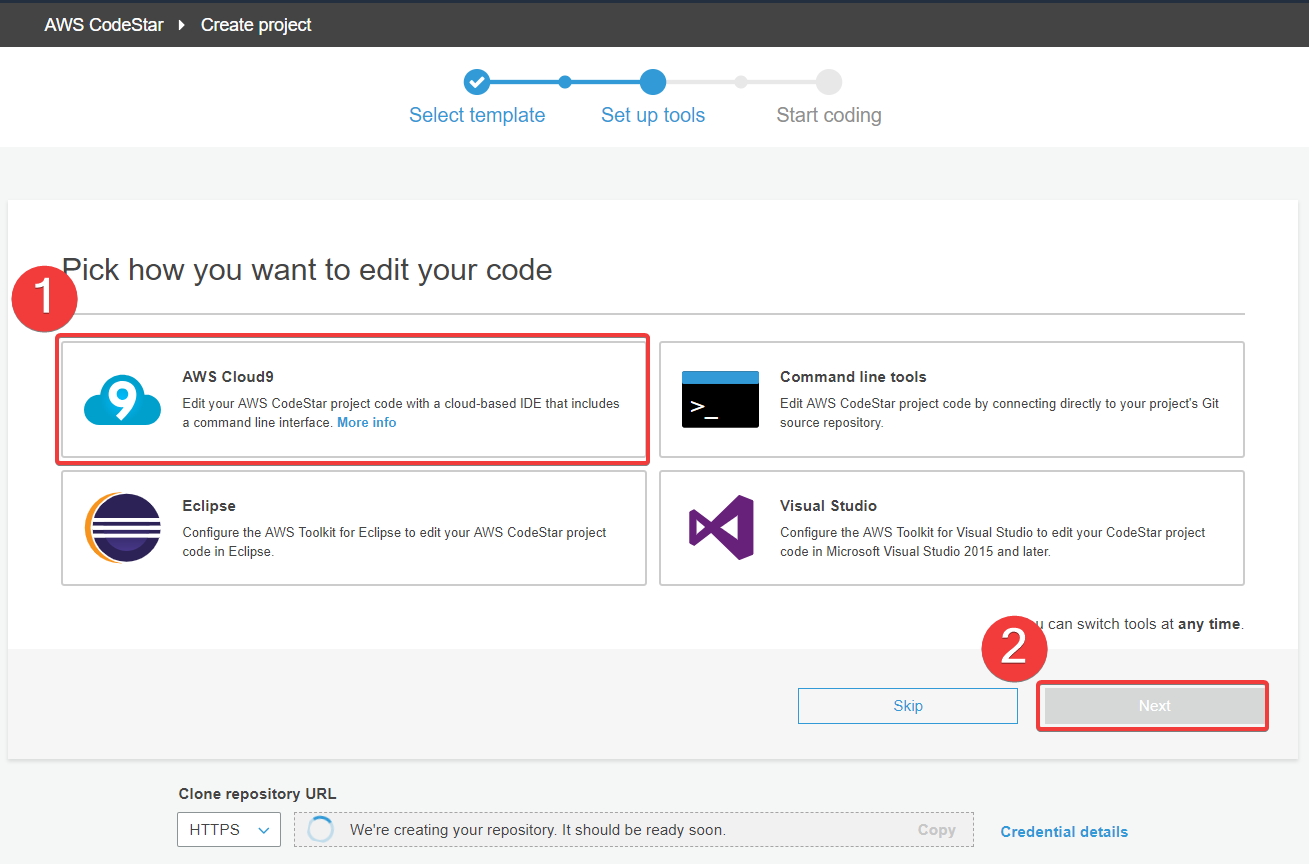 AWS CodeStar Create project
Select template
Set up tools
Start coding
Pick how you want to edit your code
1
9
AWS Cloud9
Edit your AWS CodeStar project code with a cloud-based IDE that includes
a command line interface. More info
>_
Command line tools
Edit AWS CodeStar project code by connecting directly to your project's Git
source repository.
Eclipse
Configure the AWS Toolkit for Eclipse to edit your AWS CodeStar project
code in Eclipse.
Visual Studio
Configure the AWS Toolkit for Visual Studio to edit your CodeStar project
code in Microsoft Visual Studio 2015 and later.
can switch tools at any time.
2
Skip
Next
Clone repository URL
HTTPS
We're creating your repository. It should be ready soon.
Copy
Credential details